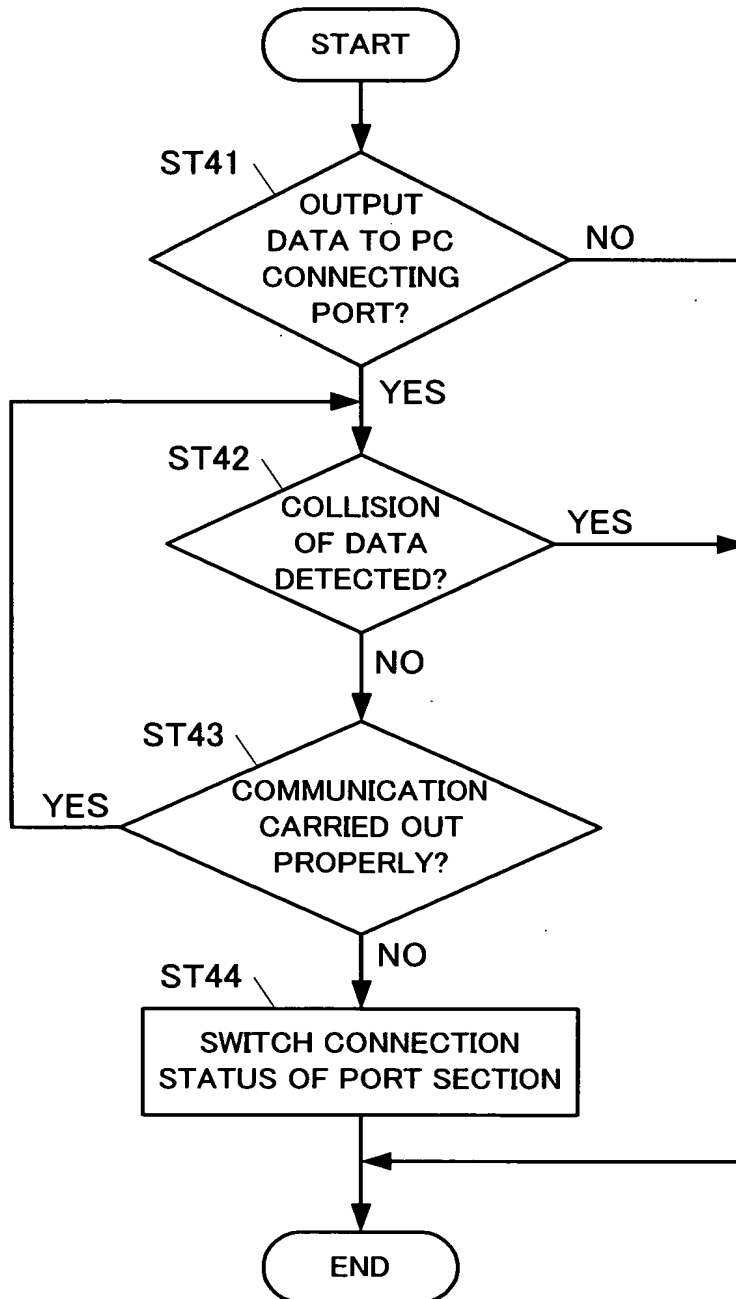 START
ST41
OUTPUT
DATA TO PC
CONNECTING
PORT?
NO
YES
ST42
COLLISION
OF DATA
DETECTED?
YES
NO
ST43
COMMUNICATION
CARRIED OUT
PROPERLY?
YES
NO
ST44
SWITCH CONNECTION
STATUS OF PORT SECTION
END